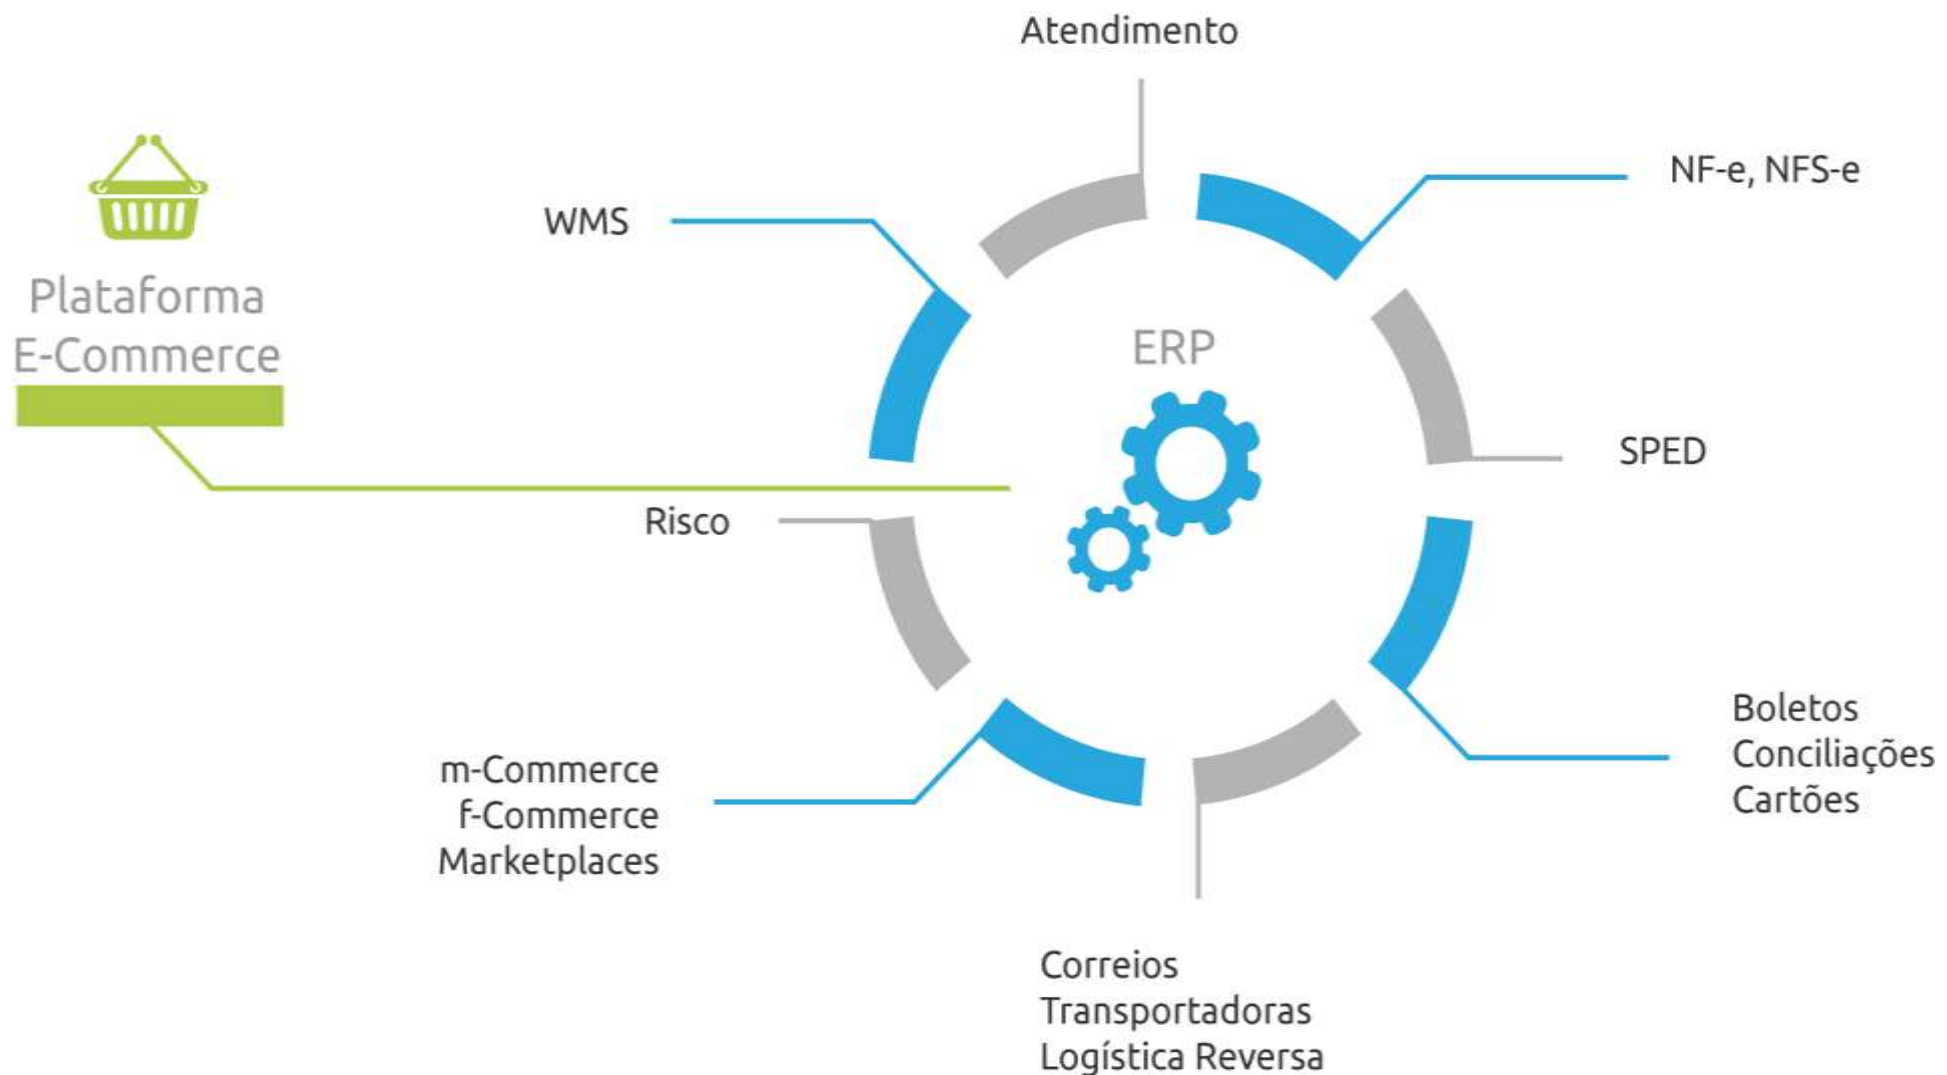 Atendimento
NF-e, NFS-e
WMS
Plataforma
E-Commerce
ERP
SPED
Risco
Boletos
Conciliações
Cartões
m-Commerce
f-Commerce
Marketplaces
Correios
Transportadoras
Logística Reversa